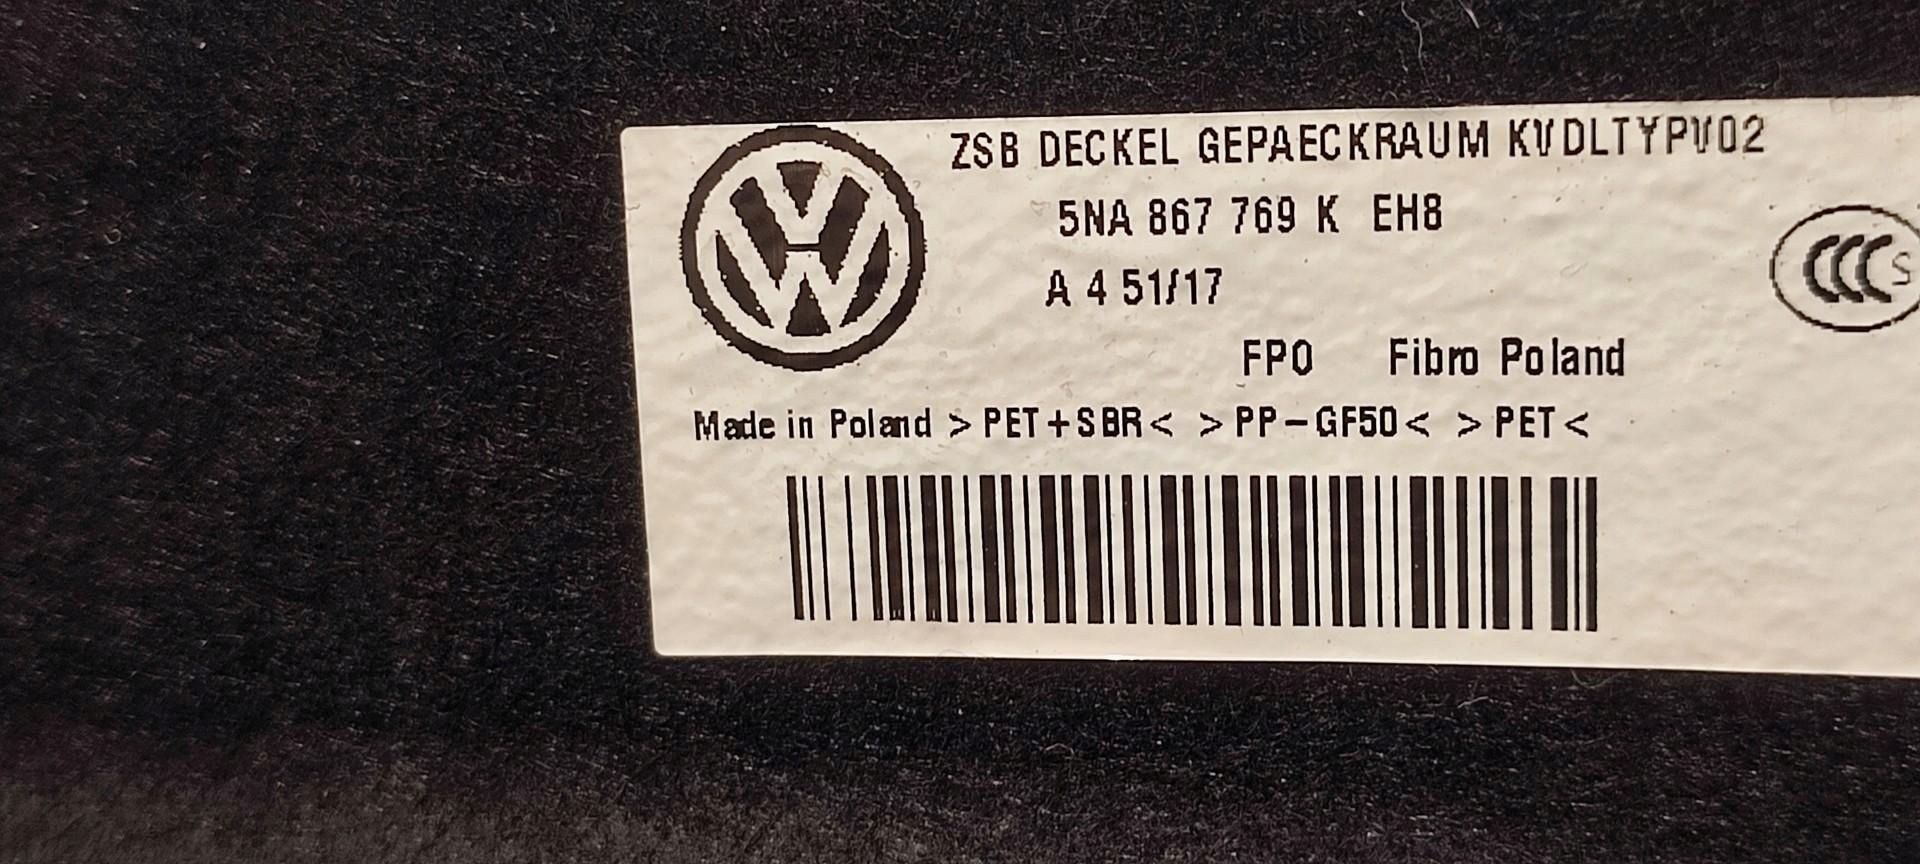 ZSB DECKEL GEPAECKRAUM KVDLTYPV02
5NA 867 769 K EH8
A 4 51/17
CCC S
FPO Fibro Poland
Made in Poland >PET+SBR< >PP-GF50< >PET<